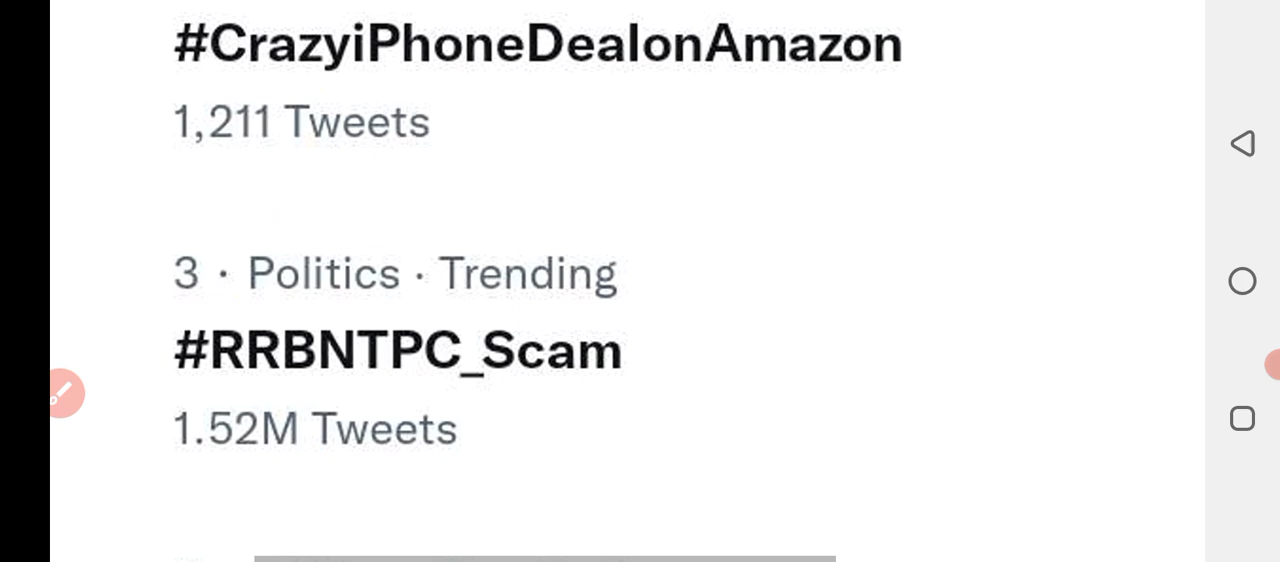 #CrazyiPhoneDealonAmazon
1,211 Tweets
3 · Politics · Trending
#RRBNTPC_Scam
1.52M Tweets